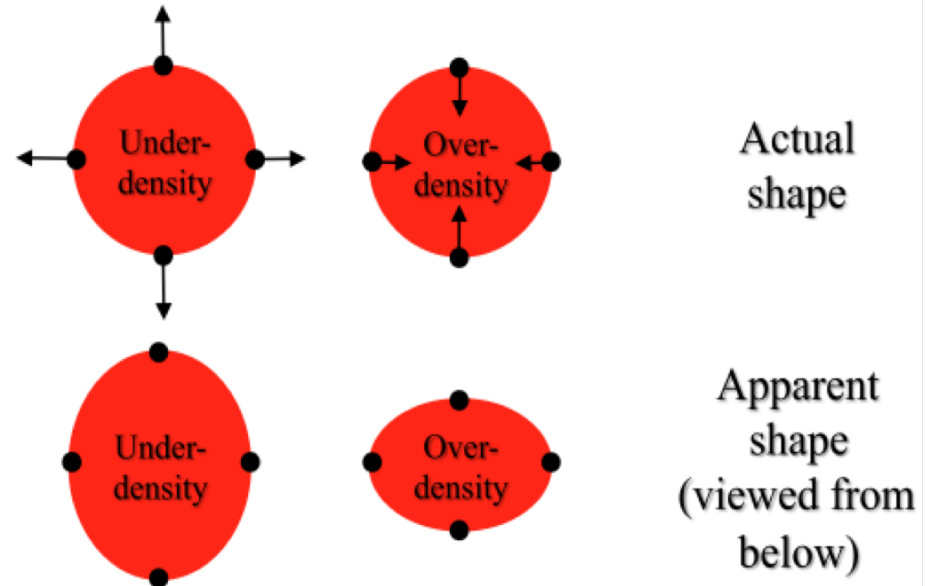 Under-
density
Over-
density
Actual
shape
Under-
density
Over-
density
Apparent
shape
(viewed from
below)